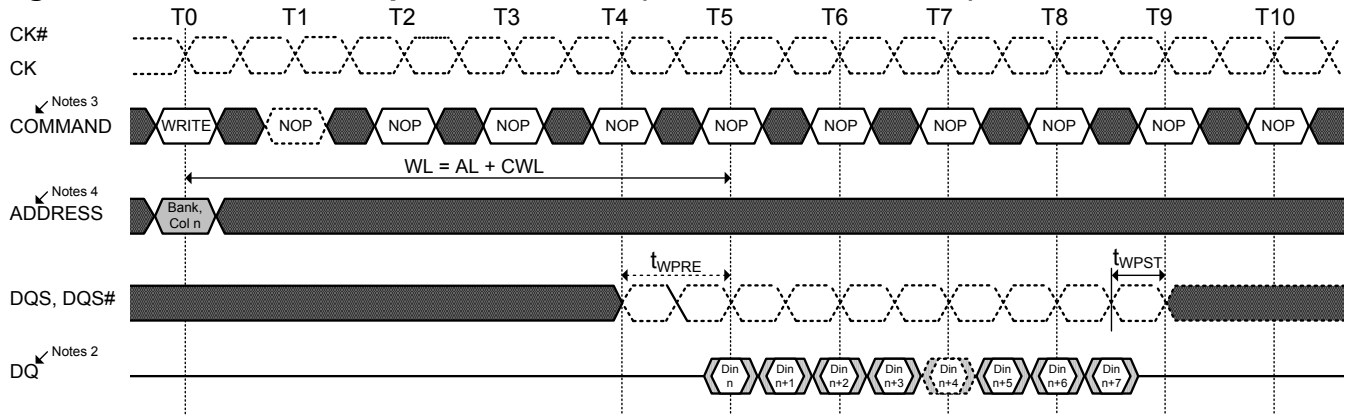 T0 T1 T2 T3 T4 T5 T6 T7 T8 T9 T10
CK#
CK
Notes 3
COMMAND WRITE NOP NOP NOP NOP NOP NOP NOP NOP NOP NOP
WL = AL + CWL
Notes 4
ADDRESS Bank,
Col n
tWPRE tWPST
DQS, DQS#
Notes 2
DQ Din Din Din Din Din Din Din Din
n n+1 n+2 n+3 n+4 n+5 n+6 n+7